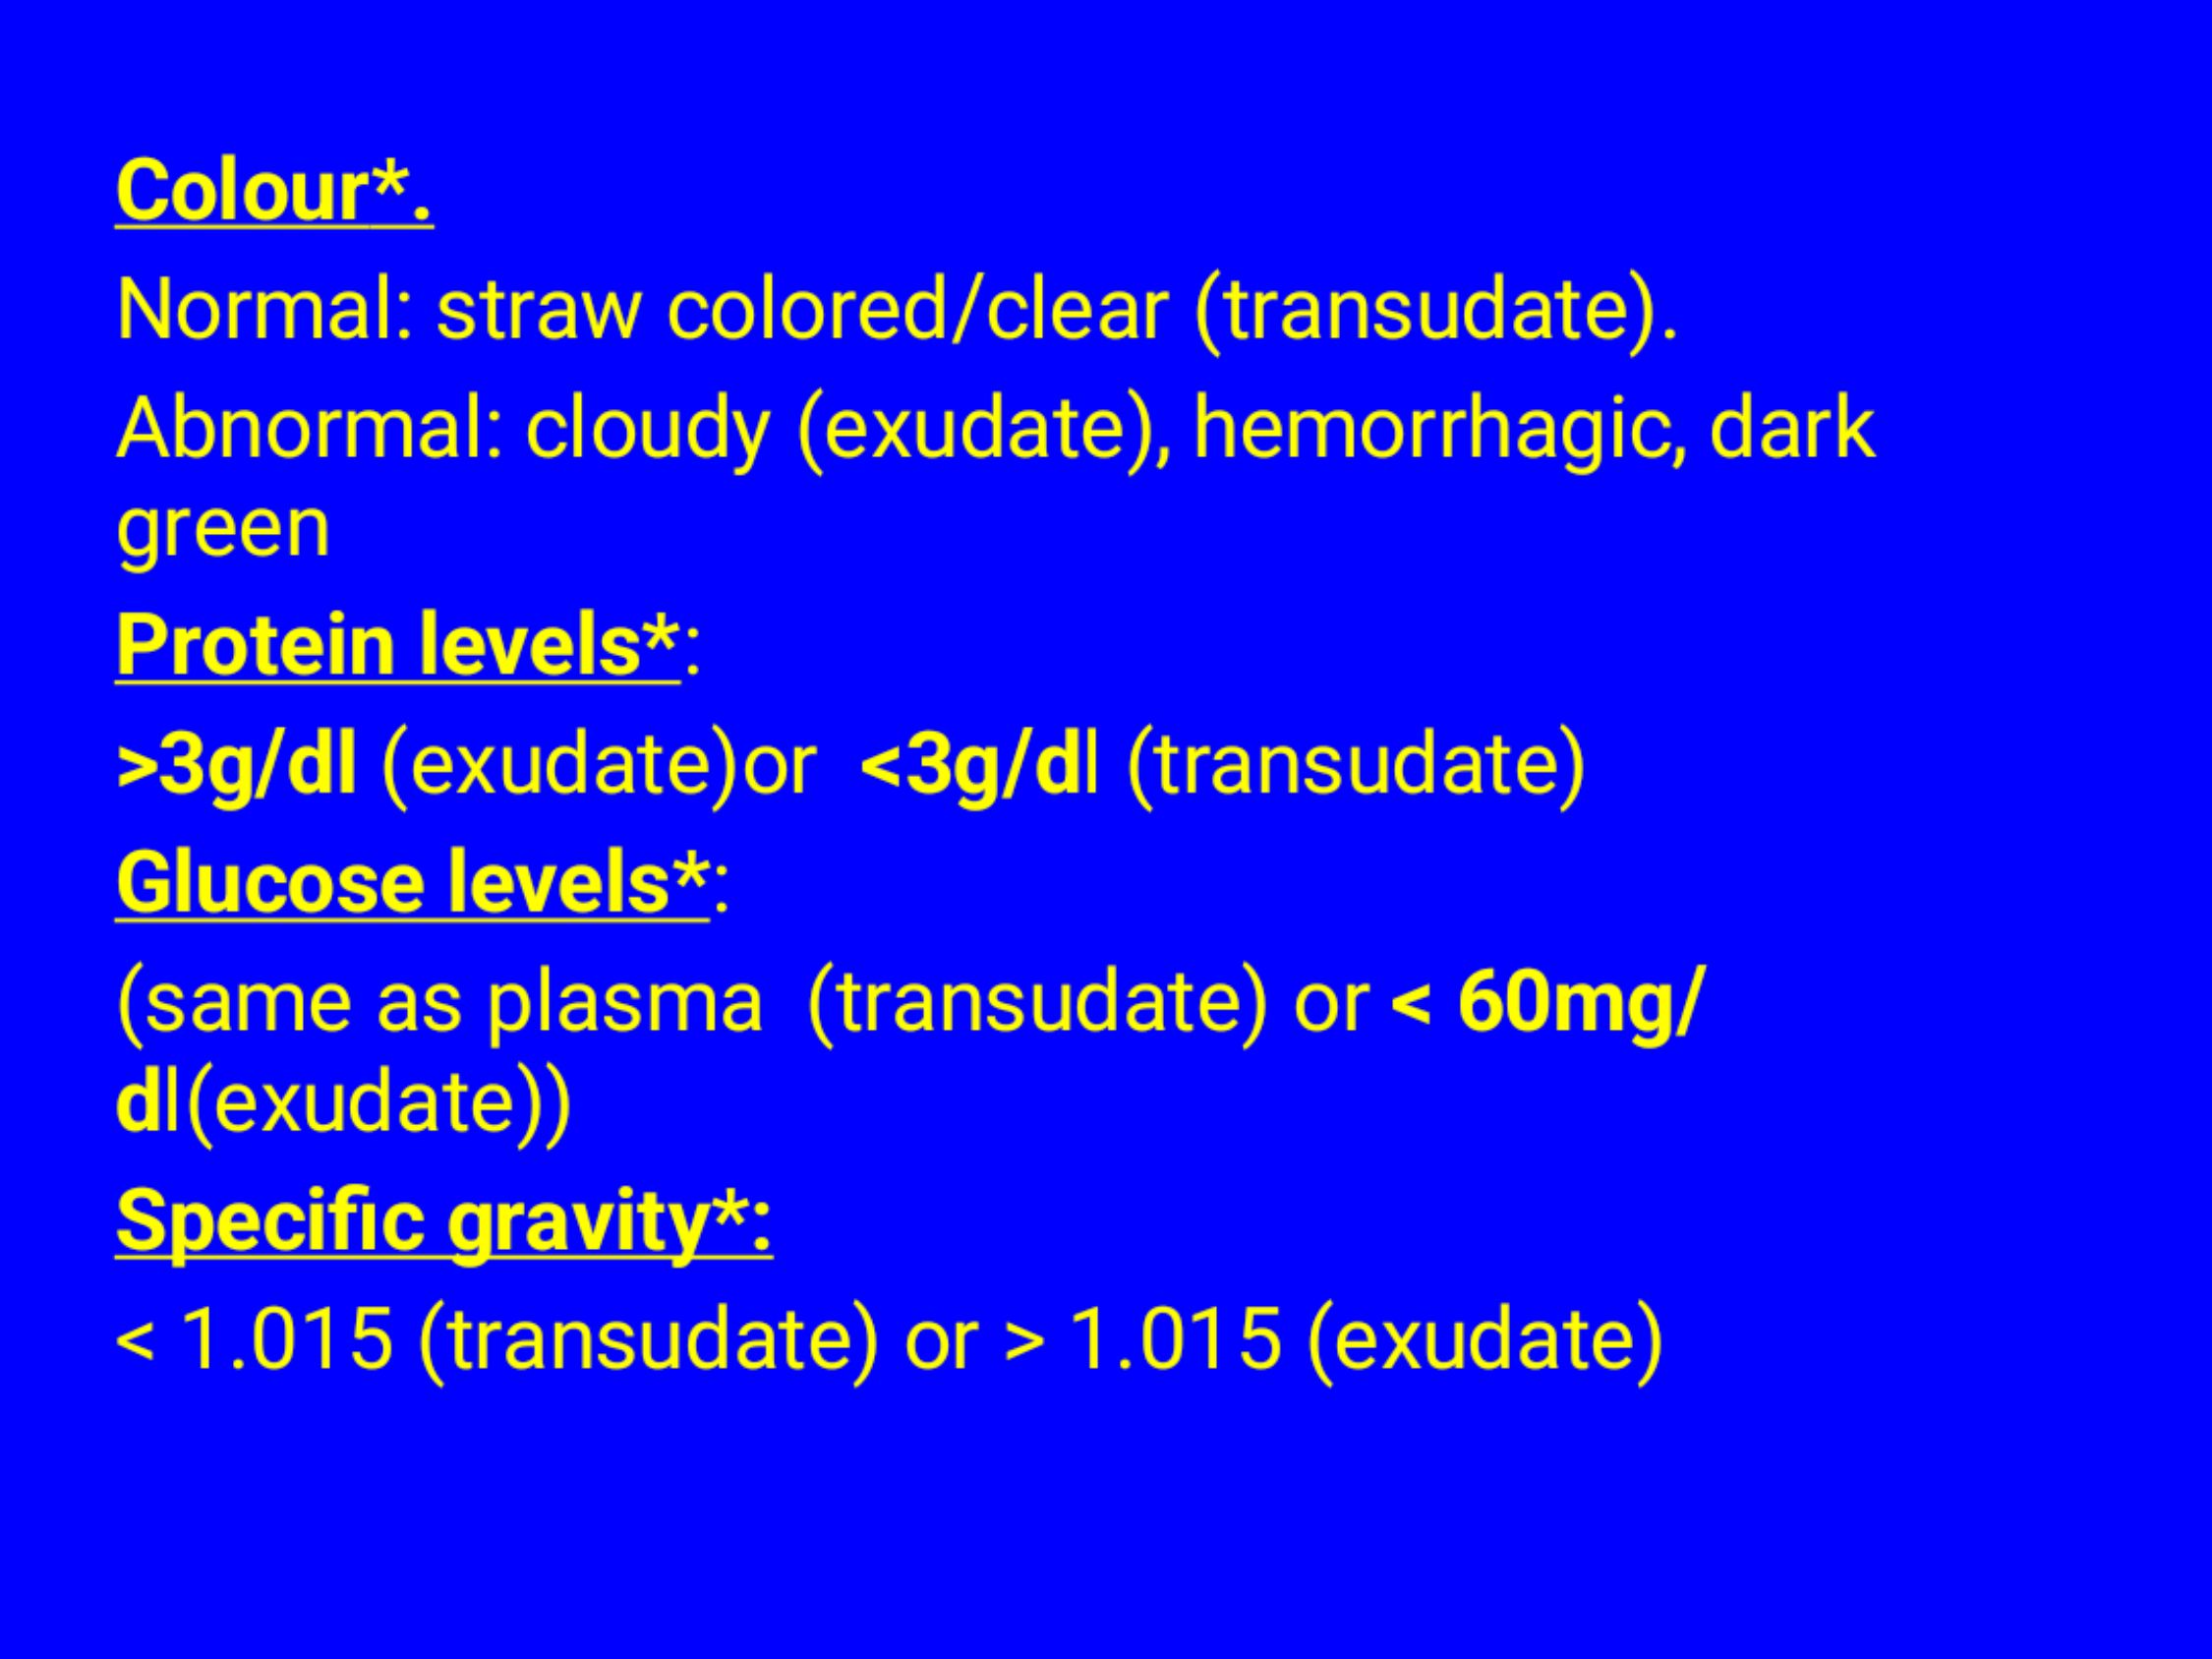 Colour*.
Normal: straw colored/clear (transudate).
Abnormal: cloudy (exudate), hemorrhagic, dark
green
Protein levels*:
>3g/dl (exudate)or  <3g/dl (transudate)
Glucose levels*:
(same as plasma  (transudate) or < 60mg/
dl(exudate))
Specific gravity*:
< 1.015 (transudate) or > 1.015 (exudate)